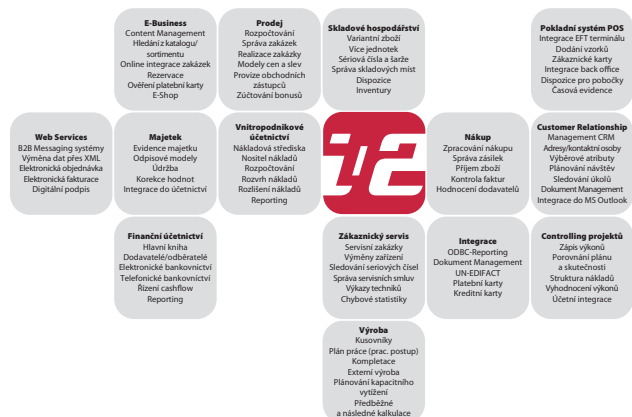 E-Business
Content Management
Hledání z katalogu/
sortimentu
Online integrace zakázek
Rezervace
Ověření platební karty
E-Shop
Prodej
Rozpočtování
Správa zakázek
Realizace zakázky
Modely cen a slev
Provize obchodních
zástupců
Zúčtování bonusů
Skladové hospodářství
Variantní zboží
Více jednotek
Sériová čísla a šarže
Správa skladových míst
Dispozice
Inventury
Pokladní systém POS
Integrace EFT terminálu
Dodání vzorků
Zákaznické karty
Integrace back office
Dispozice pro pobočky
Časová evidence
Web Services
B2B Messaging systémy
Výměna dat přes XML
Elektronická objednávka
Elektronická fakturace
Digitální podpis
Majetek
Evidence majetku
Odpisové modely
Údržba
Korekce hodnot
Integrace do účetnictví
Vnitropodnikové
účetnictví
Nákladová střediska
Nositel nákladů
Rozpočtování
Rozvrh nákladů
Rozlišení nákladů
Reporting
i/2
Nákup
Zpracování nákupu
Správa zásilek
Příjem zboží
Kontrola faktur
Hodnocení dodavatelů
Customer Relationship
Management CRM
Adresy/kontaktní osoby
Výběrové atributy
Plánování návštěv
Sledování úkolů
Dokument Management
Integrace do MS Outlook
Finanční účetnictví
Hlavní kniha
Dodavatelé/odběratelé
Elektronické bankovnictví
Telefonické bankovníctví
Řízení cashflow
Reporting
Zákaznický servis
Servisní zakázky
Výměny zařízení
Sledování seriových čísel
Správa servisních smluv
Výkazy techniků
Chybové statistiky
Integrace
ODBC-Reporting
Dokument Management
UN-EDIFACT
Platební karty
Kreditní karty
Controlling projektů
Zápis výkonů
Porovnání plánu
a skutečnosti
Struktura nákladů
Vyhodnocení výkonů
Účetní integrace
Výroba
Kusovníky
Plán práce (prac. postup)
Kompletace
Externí výroba
Plánování kapacitního
vytížení
Předběžné
a následné kalkulace